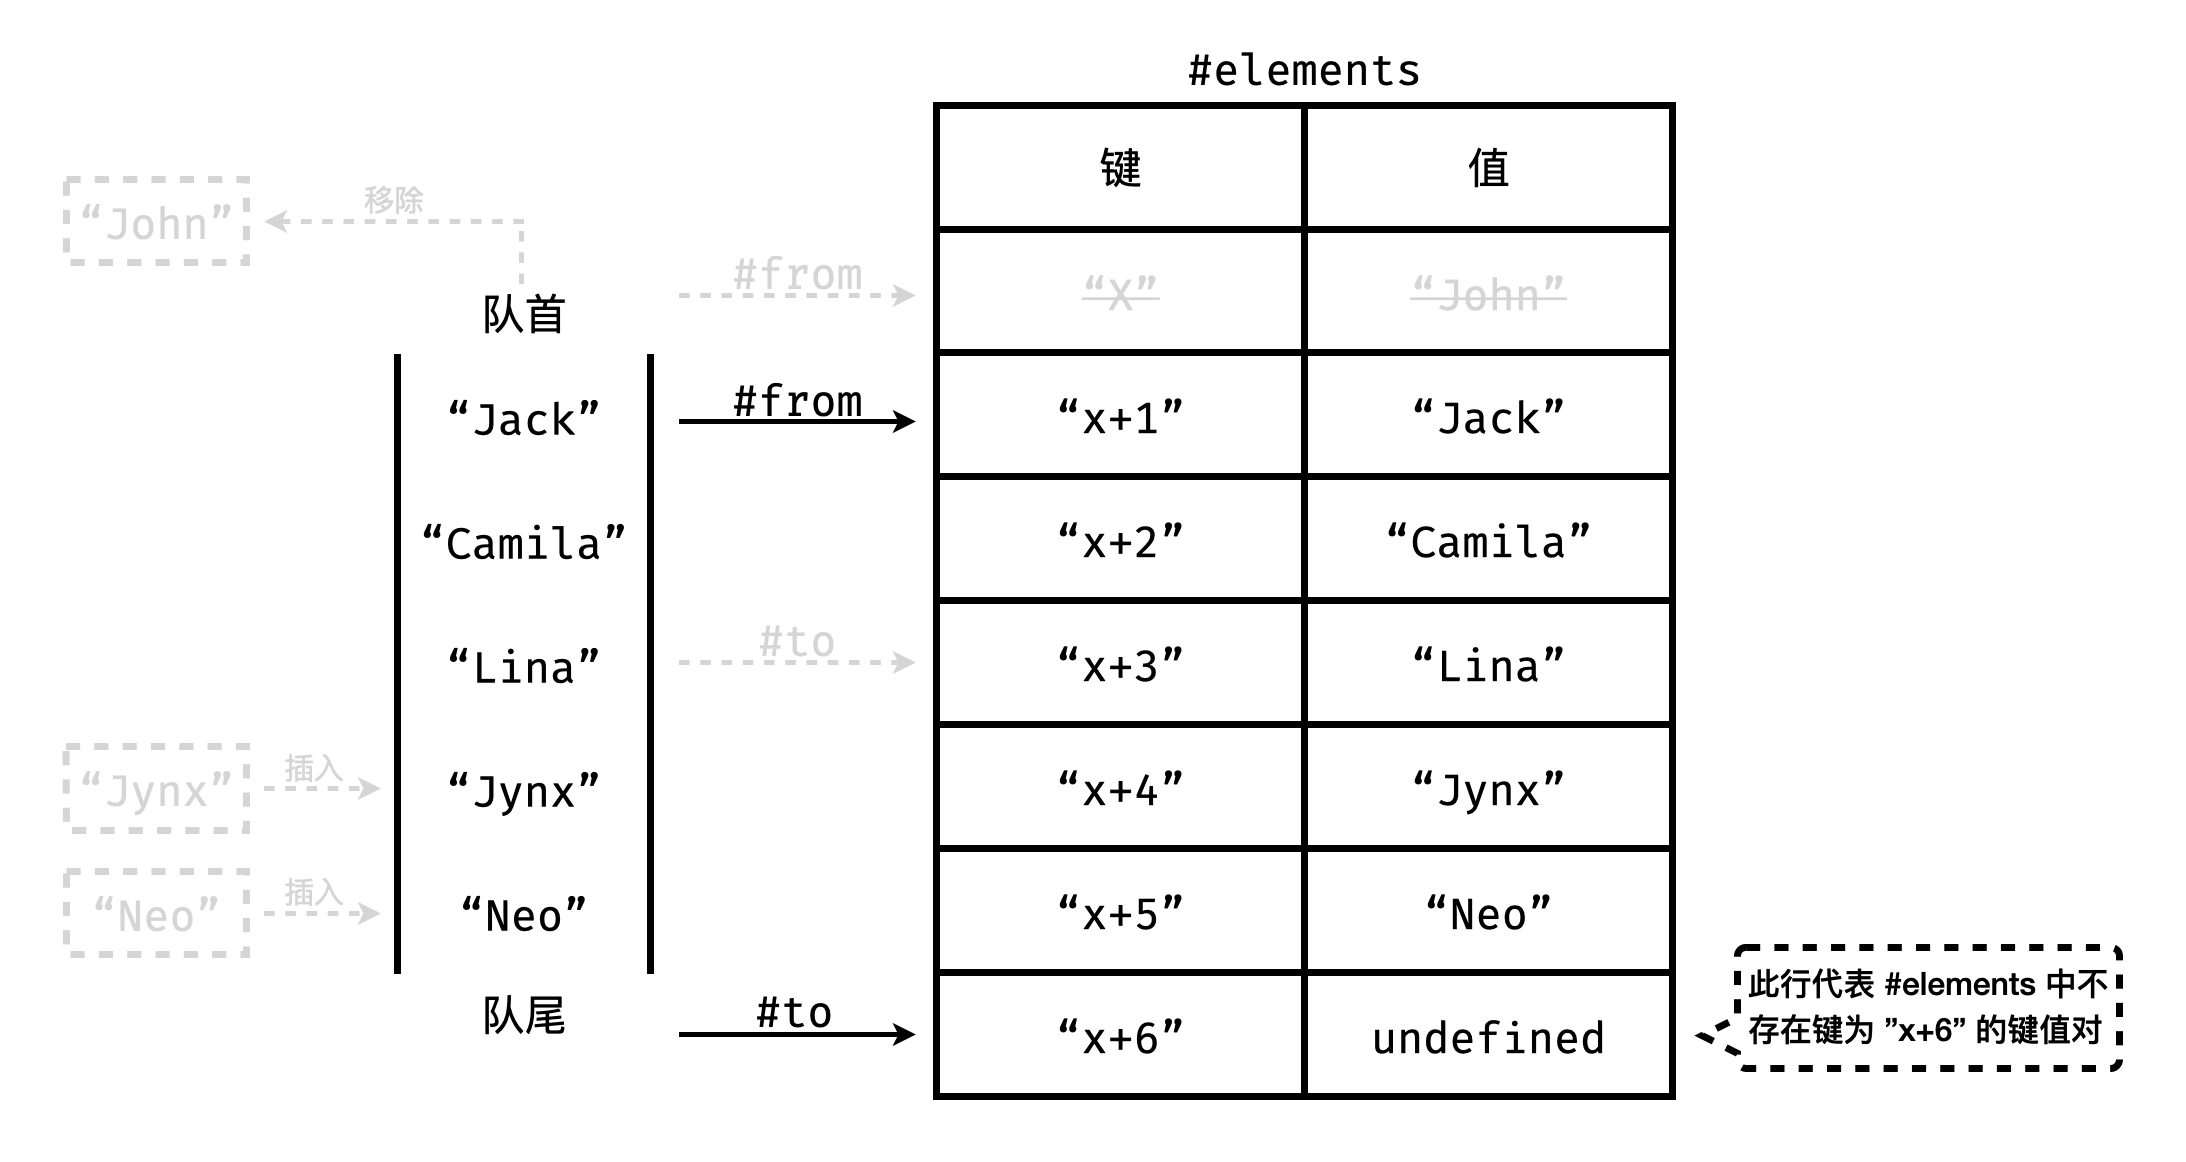 #elements
键 值
“John” 移除
#from “X” “John”
队首
“Jack” #from “x+1” “Jack”
“Camila” “x+2” “Camila”
“Lina” #to “x+3” “Lina”
“Jynx” 插入 “Jynx” “x+4” “Jynx”
“Neo” 插入 “Neo” “x+5” “Neo”
队尾 #to “x+6” undefined
此行代表 #elements 中不
存在键为 ”x+6” 的键值对